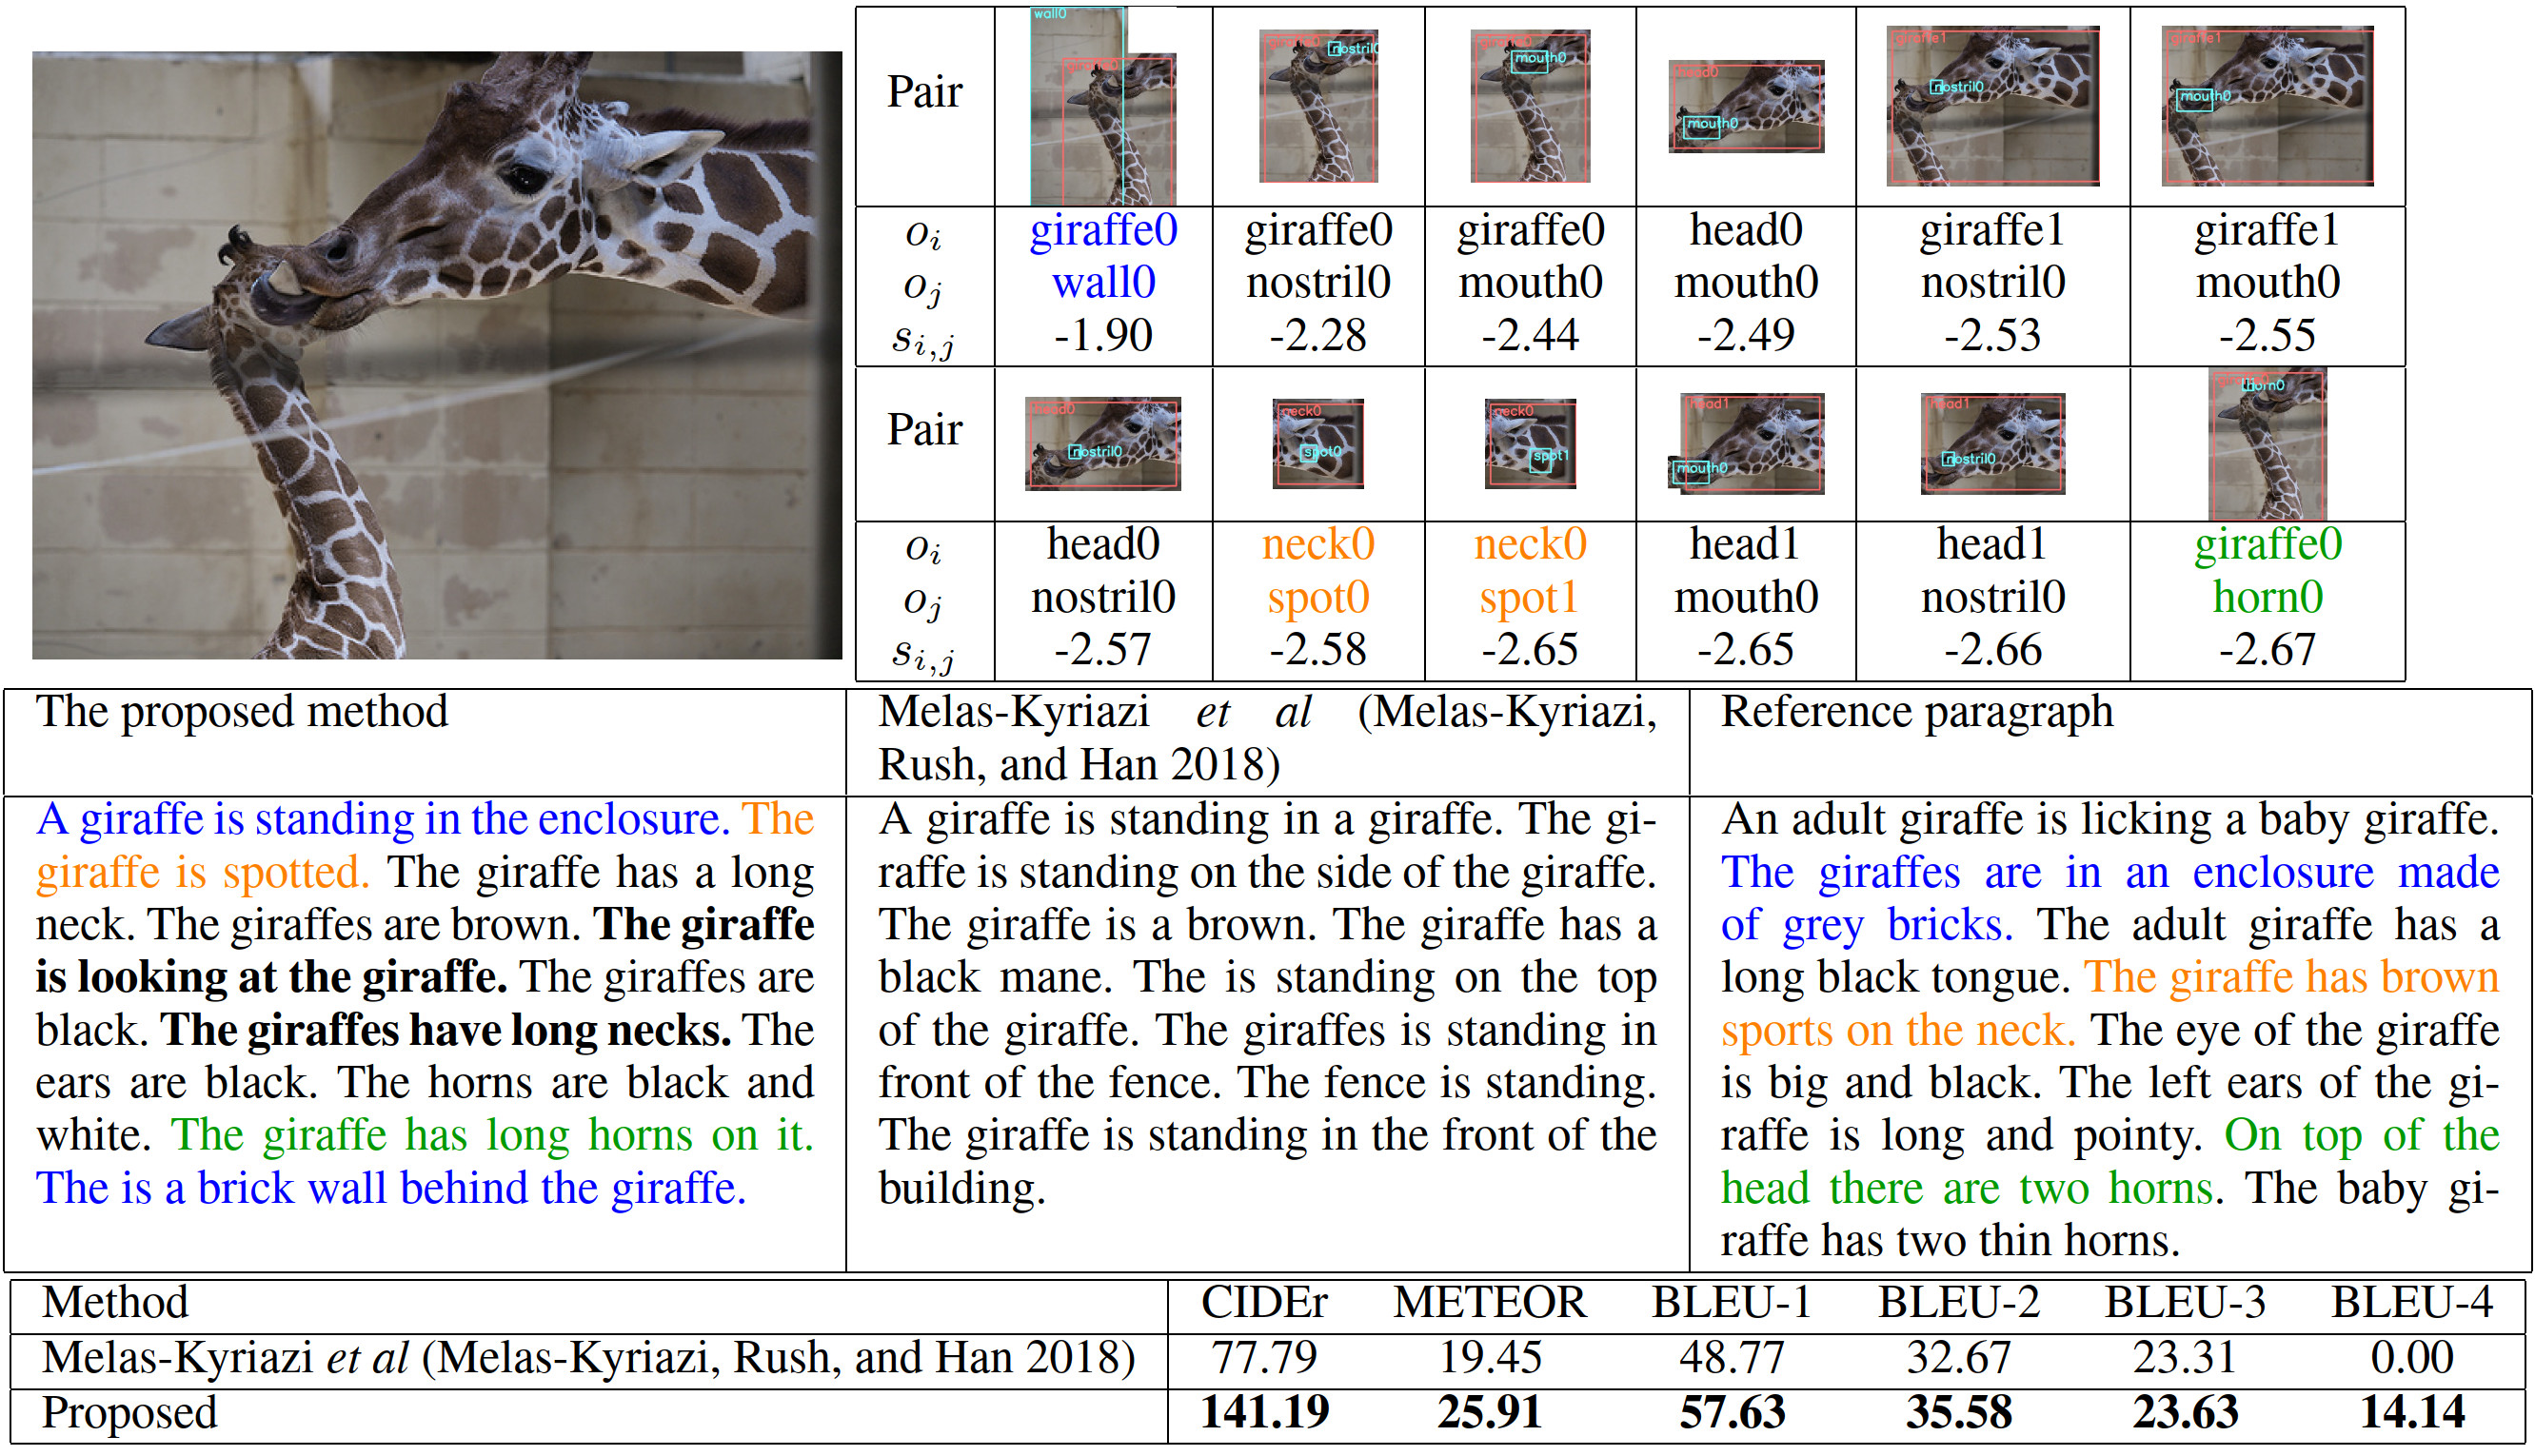 Pair
wall0
giraffe0
giraffe0 nostril0
giraffe0 mouth0
head0 mouth0
giraffe1 nostril0
giraffe1 mouth0
o_i giraffe0 giraffe0 giraffe0 head0 giraffe1 giraffe1
o_j wall0 nostril0 mouth0 mouth0 nostril0 mouth0
s_{i,j} -1.90 -2.28 -2.44 -2.49 -2.53 -2.55
Pair
head0 nostril0
neck0 spot0
neck0 spot1
head1 mouth0
head1 nostril0
giraffe0 horn0
o_i head0 neck0 neck0 head1 head1 giraffe0
o_j nostril0 spot0 spot1 mouth0 nostril0 horn0
s_{i,j} -2.57 -2.58 -2.65 -2.65 -2.66 -2.67
The proposed method
A giraffe is standing in the enclosure. The
giraffe is spotted. The giraffe has a long
neck. The giraffes are brown. The giraffe
is looking at the giraffe. The giraffes are
black. The giraffes have long necks. The
ears are black. The horns are black and
white. The giraffe has long horns on it.
The is a brick wall behind the giraffe.
Melas-Kyriazi et al (Melas-Kyriazi,
Rush, and Han 2018)
A giraffe is standing in a giraffe. The gi-
raffe is standing on the side of the giraffe.
The giraffe is a brown. The giraffe has a
black mane. The is standing on the top
of the giraffe. The giraffes is standing in
front of the fence. The fence is standing.
The giraffe is standing in the front of the
building.
Reference paragraph
An adult giraffe is licking a baby giraffe.
The giraffes are in an enclosure made
of grey bricks. The adult giraffe has a
long black tongue. The giraffe has brown
sports on the neck. The eye of the giraffe
is big and black. The left ears of the gi-
raffe is long and pointy. On top of the
head there are two horns. The baby gi-
raffe has two thin horns.
Method CIDEr METEOR BLEU-1 BLEU-2 BLEU-3 BLEU-4
Melas-Kyriazi et al (Melas-Kyriazi, Rush, and Han 2018) 77.79 19.45 48.77 32.67 23.31 0.00
Proposed 141.19 25.91 57.63 35.58 23.63 14.14